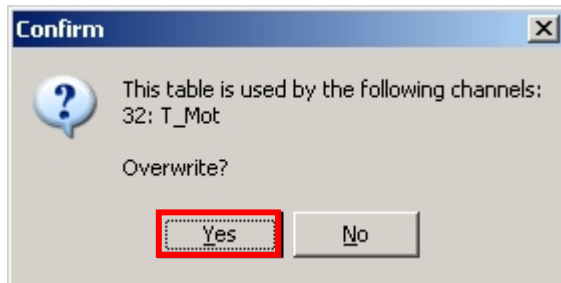 Confirm
This table is used by the following channels:
32: T_Mot
Overwrite?
Yes No